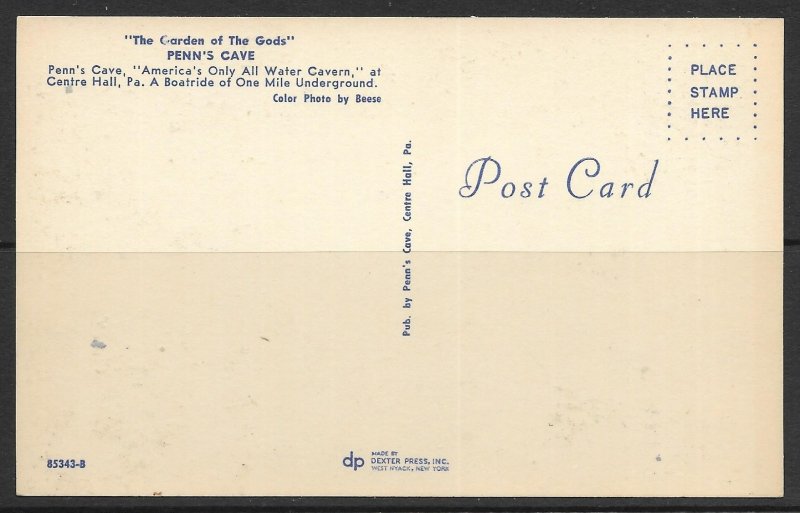 "The Garden of The Gods"
PENN'S CAVE
Penn's Cave, "America's Only All Water Cavern," at
Centre Hall, Pa. A Boatride of One Mile Underground.
Color Photo by Beese
PLACE
STAMP
HERE
Post Card
Pub. by Penn's Cave, Centre Hall, Pa.
85343-B
dp
MADE BY
DEXTER PRESS, INC.
WEST NYACK, NEW YORK